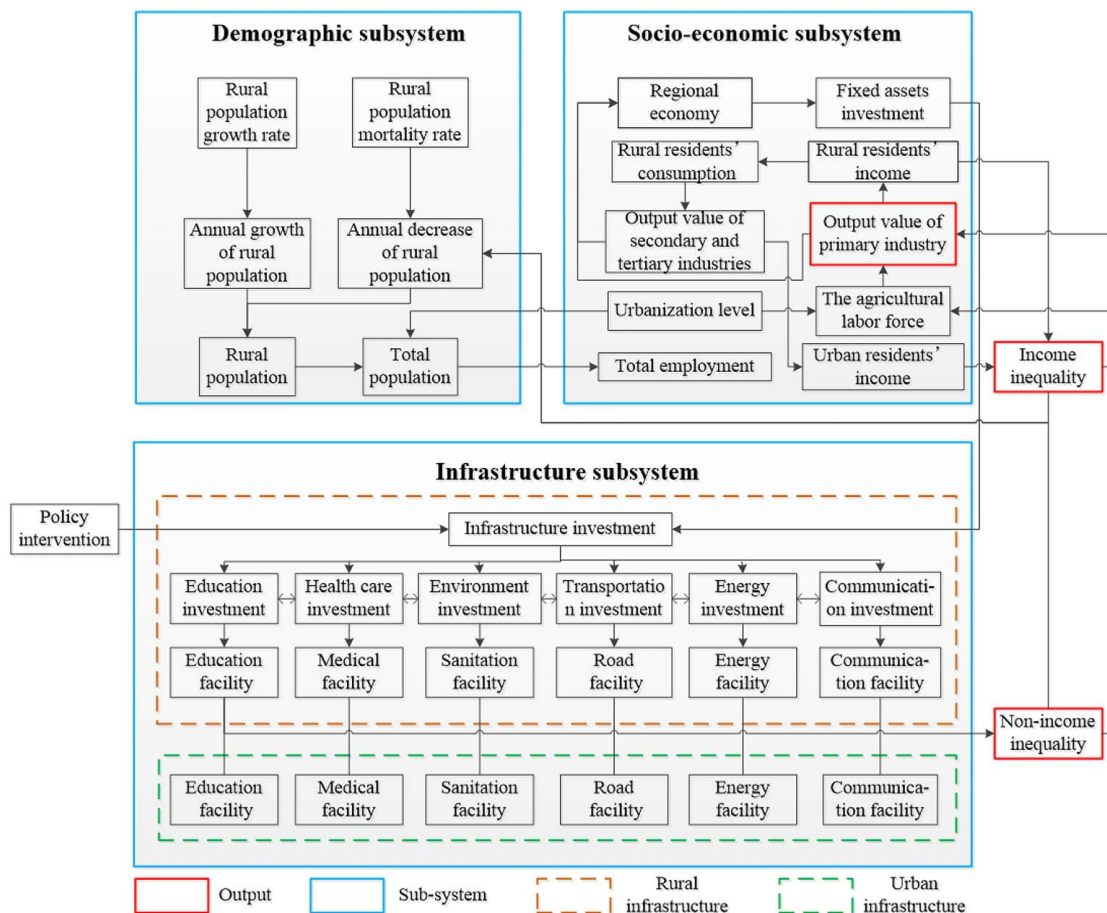 Demographic subsystem
Rural
population
growth rate
Rural
population
mortality rate
Annual growth
of rural
population
Annual decrease
of rural
population
Rural
population
Total
population
Socio-economic subsystem
Regional
economy
Fixed assets
investment
Rural residents’
consumption
Rural residents’
income
Output value of
secondary and
tertiary industries
Output value of
primary industry
Urbanization level
The agricultural
labor force
Total employment
Urban residents’
income
Income
inequality
Infrastructure subsystem
Policy
intervention
Infrastructure investment
Education
investment
Health care
investment
Environment
investment
Transportatio
n investment
Energy
investment
Communicati-
on investment
Education
facility
Medical
facility
Sanitation
facility
Road
facility
Energy
facility
Communica-
tion facility
Non-income
inequality
Education
facility
Medical
facility
Sanitation
facility
Road
facility
Energy
facility
Communica-
tion facility
Output
Sub-system
Rural
infrastructure
Urban
infrastructure